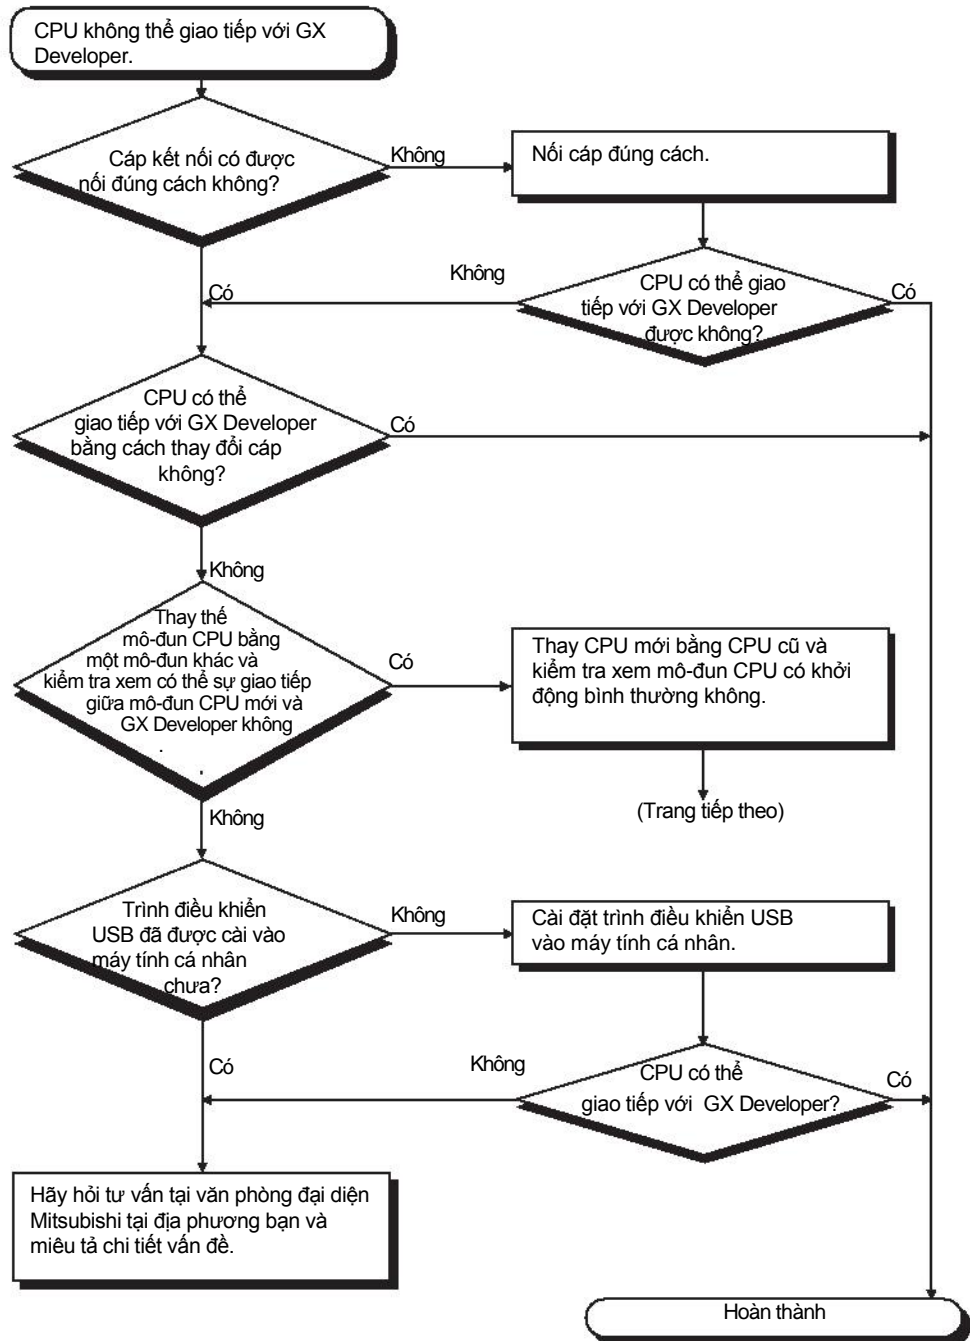 CPU không thể giao tiếp với GX
Developer.
Cáp kết nối có được
nối đúng cách không?
Không
Nối cáp đúng cách.
Có
Không
CPU có thể giao
tiếp với GX Developer
được không?
Có
CPU có thể
giao tiếp với GX Developer
bằng cách thay đổi cáp
không?
Có
Không
Thay thế
mô-đun CPU bằng
một mô-đun khác và
kiểm tra xem có thể sự giao tiếp
giữa mô-đun CPU mới và
GX Developer không
.
Có
Thay CPU mới bằng CPU cũ và
kiểm tra xem mô-đun CPU có khởi
động bình thường không.
(Trang tiếp theo)
Không
Trình điều khiển
USB đã được cài vào
máy tính cá nhân
chưa?
Không
Cài đặt trình điều khiển USB
vào máy tính cá nhân.
Có
Không
CPU có thể
giao tiếp với GX Developer?
Có
Hãy hỏi tư vấn tại văn phòng đại diện
Mitsubishi tại địa phương bạn và
miêu tả chi tiết vấn đề.
Hoàn thành